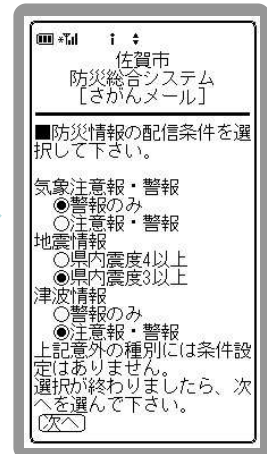 佐賀市
防災総合システム
[さがんメール]
■防災情報の配信条件を選
択して下さい。
気象注意報・警報
◉警報のみ
○注意報・警報
地震情報
○県内震度4以上
◉県内震度3以上
津波情報
○警報のみ
◉注意報・警報
上記意外の種別には条件設
定はありません。
選択が終わりましたら、次
へを選んで下さい。
次へ